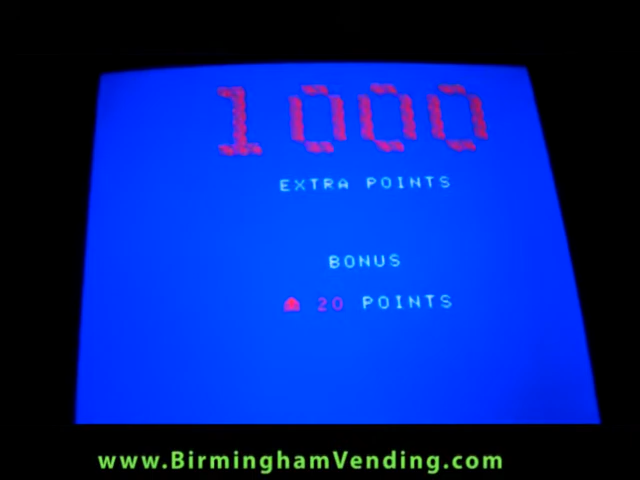 1000
EXTRA POINTS
BONUS
20 POINTS
www.BirminghamVending.com